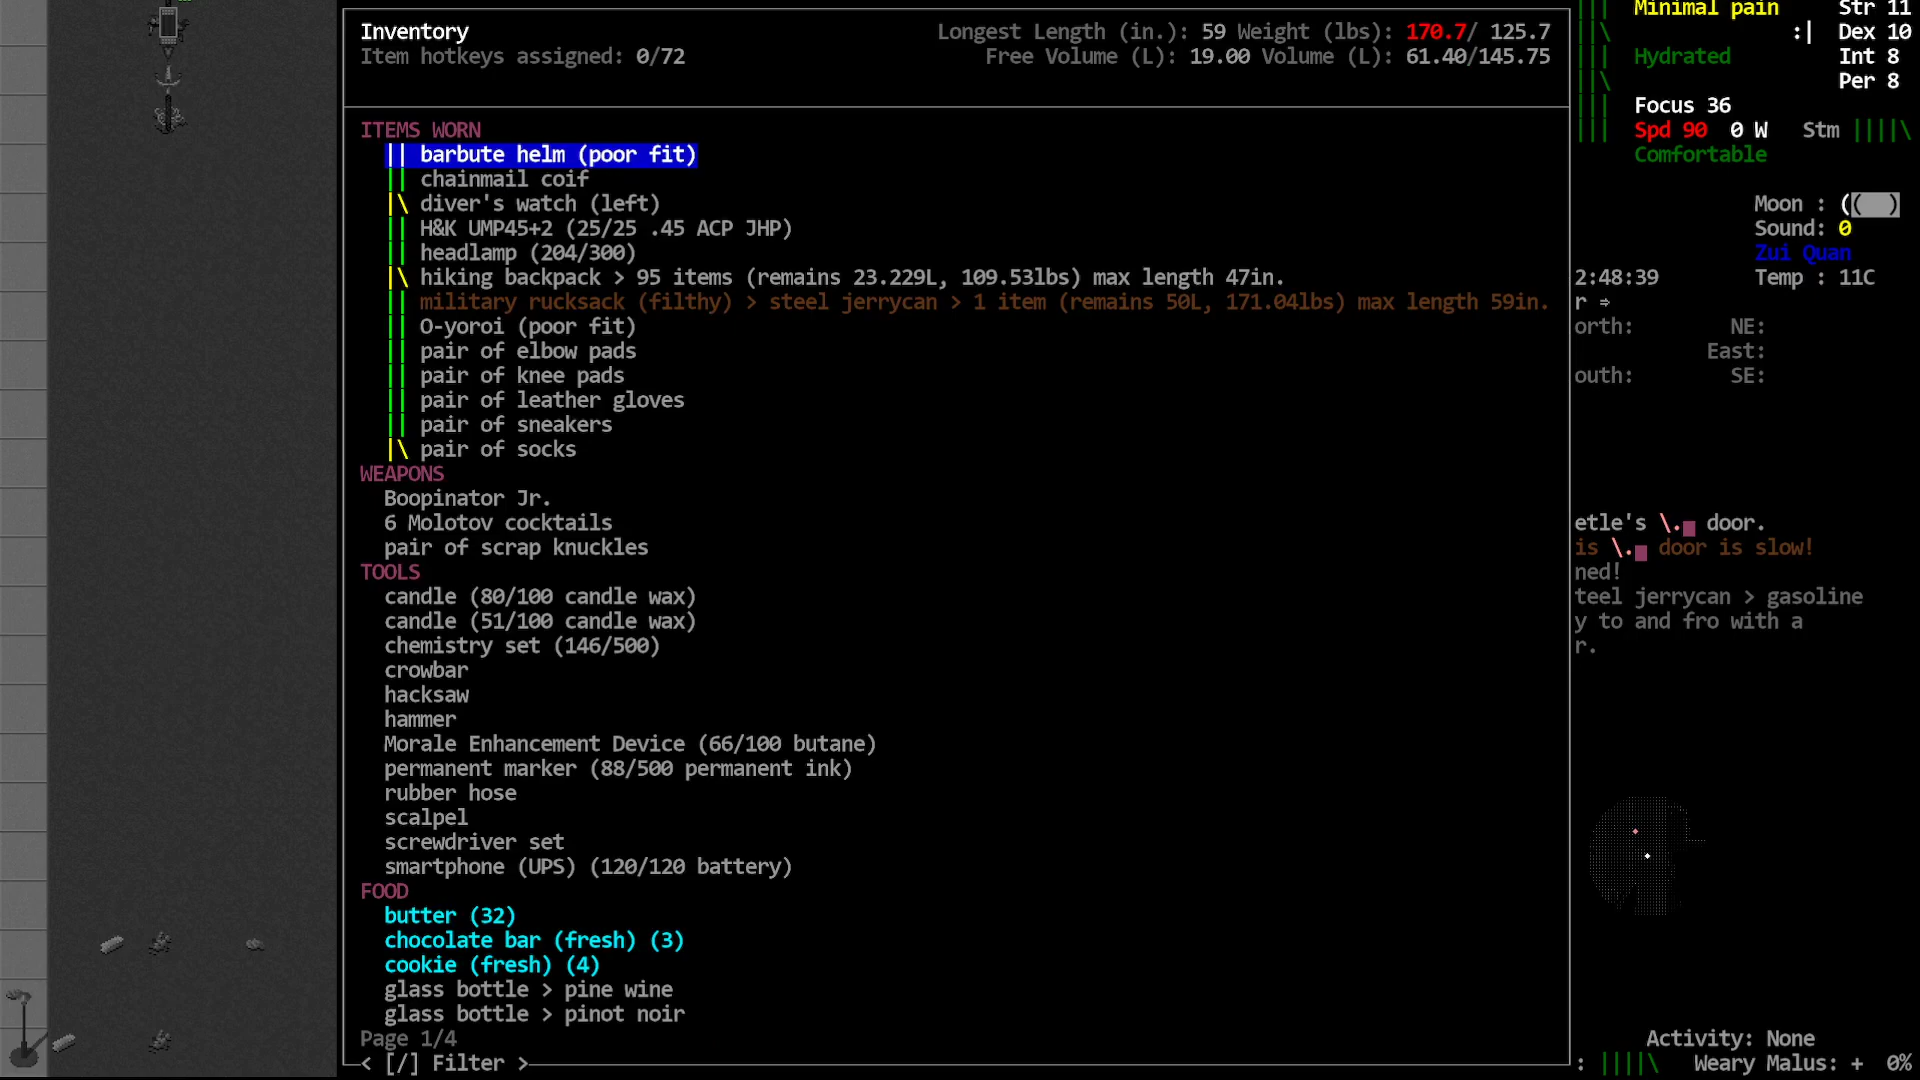 Inventory
Item hotkeys assigned: 0/72
Longest Length (in.): 59 Weight (lbs): 170.7/ 125.7
Free Volume (L): 19.00 Volume (L): 61.40/145.75
ITEMS WORN
|| barbute helm (poor fit)
|| chainmail coif
|\ diver's watch (left)
|| H&K UMP45+2 (25/25 .45 ACP JHP)
|| headlamp (204/300)
|\ hiking backpack > 95 items (remains 23.229L, 109.53lbs) max length 47in.
|| military rucksack (filthy) > steel jerrycan > 1 item (remains 50L, 171.04lbs) max length 59in.
|| O-yoroi (poor fit)
|| pair of elbow pads
|| pair of knee pads
|| pair of leather gloves
|| pair of sneakers
|\ pair of socks
WEAPONS
Boopinator Jr.
6 Molotov cocktails
pair of scrap knuckles
TOOLS
candle (80/100 candle wax)
candle (51/100 candle wax)
chemistry set (146/500)
crowbar
hacksaw
hammer
Morale Enhancement Device (66/100 butane)
permanent marker (88/500 permanent ink)
rubber hose
scalpel
screwdriver set
smartphone (UPS) (120/120 battery)
FOOD
butter (32)
chocolate bar (fresh) (3)
cookie (fresh) (4)
glass bottle > pine wine
glass bottle > pinot noir
Page 1/4
< [/] Filter >
||| Minimal pain Str 11
||\ :| Dex 10
||| Hydrated Int 8
||\ Per 8
||| Focus 36
||| Spd 90 0 W Stm ||||\
Comfortable
Moon : (( )
Sound: 0
Zui Quan
2:48:39 Temp : 11C
r ⇒
orth: NE:
East:
outh: SE:
etle's \. door.
is \. door is slow!
ned!
teel jerrycan > gasoline
y to and fro with a
r.
Activity: None
: ||||\ Weary Malus: + 0%